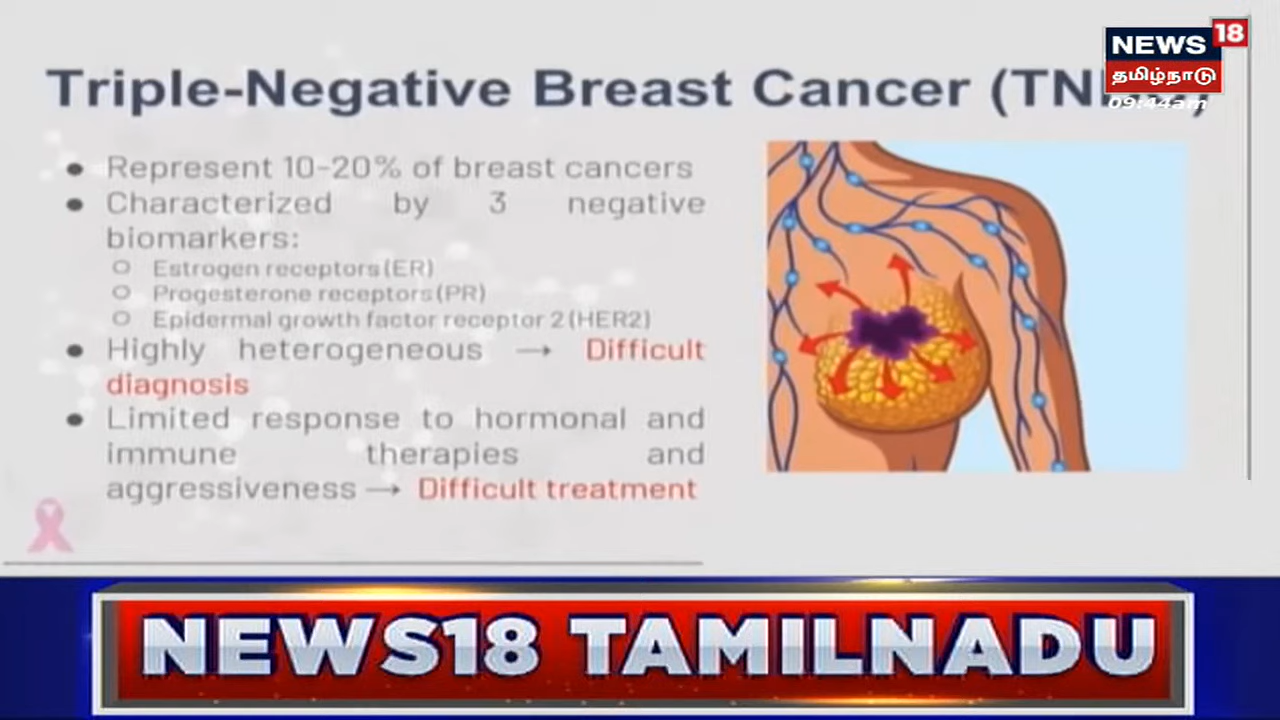 NEWS 18
தமிழ்நாடு
09:44am
Triple-Negative Breast Cancer
● Represent 10-20% of breast cancers
● Characterized by 3 negative
biomarkers:
○ Estrogen receptors (ER)
○ Progesterone receptors (PR)
○ Epidermal growth factor receptor 2 (HER2)
● Highly heterogeneous → Difficult
diagnosis
● Limited response to hormonal and
immune therapies and
aggressiveness → Difficult treatment
NEWS18 TAMILNADU